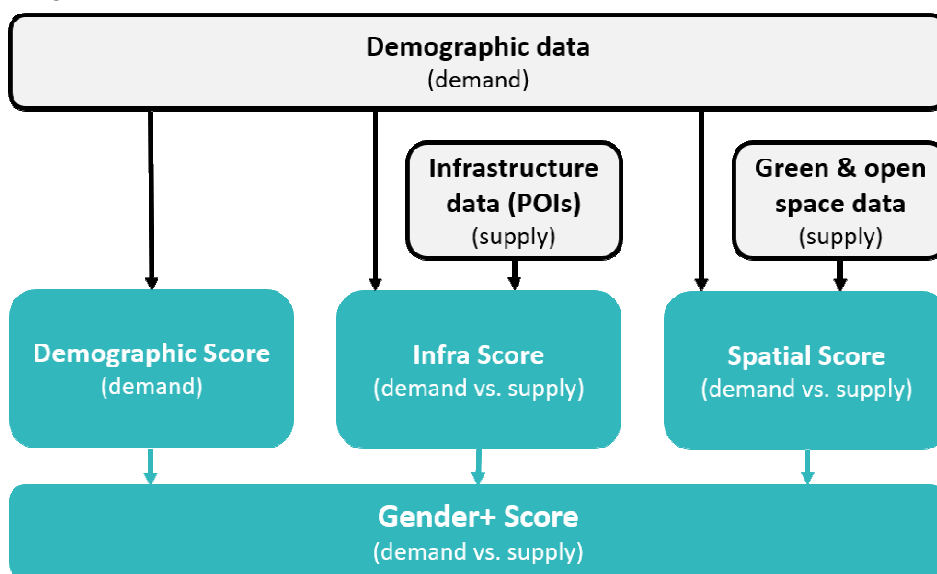 Demographic data
(demand)
Infrastructure
data (POIs)
(supply)
Green & open
space data
(supply)
Demographic Score
(demand)
Infra Score
(demand vs. supply)
Spatial Score
(demand vs. supply)
Gender+ Score
(demand vs. supply)